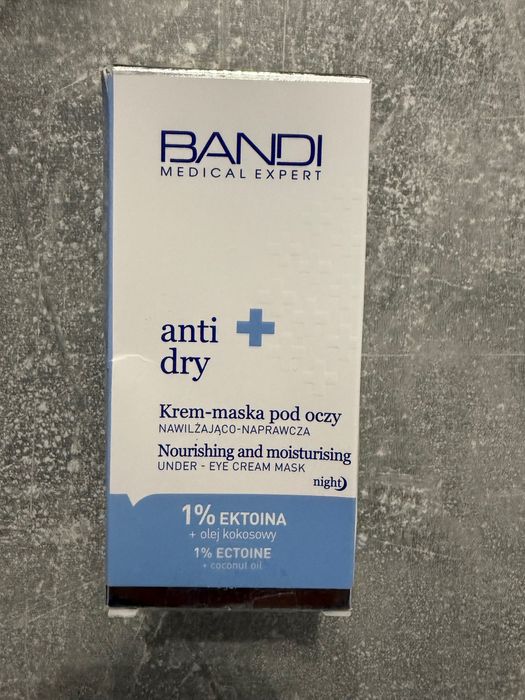 BANDI
MEDICAL EXPERT
anti
dry
Krem-maska pod oczy
NAWILŻAJĄCO-NAPRAWCZA
Nourishing and moisturising
UNDER - EYE CREAM MASK
night
1% EKTOINA
+ olej kokosowy
1% ECTOINE
+ coconut oil